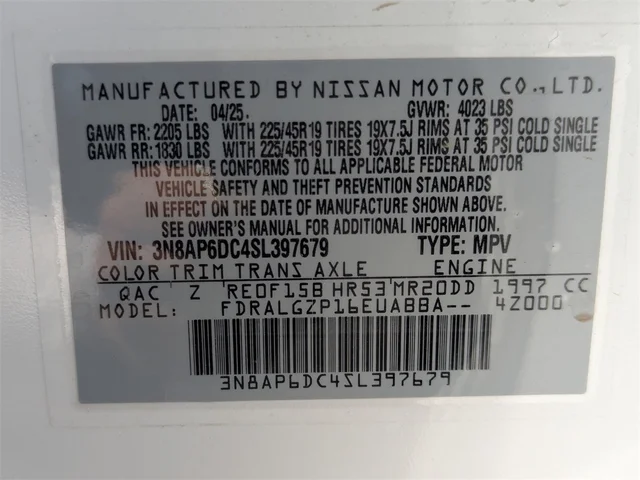 MANUFACTURED BY NISSAN MOTOR CO., LTD.
DATE: 04/25. GVWR: 4023 LBS
GAWR FR: 2205 LBS WITH 225/45R19 TIRES 19X7.5J RIMS AT 35 PSI COLD SINGLE
GAWR RR: 1830 LBS WITH 225/45R19 TIRES 19X7.5J RIMS AT 35 PSI COLD SINGLE
THIS VEHICLE CONFORMS TO ALL APPLICABLE FEDERAL MOTOR
VEHICLE SAFETY AND THEFT PREVENTION STANDARDS
IN EFFECT ON THE DATE OF MANUFACTURE SHOWN ABOVE.
SEE OWNER'S MANUAL FOR ADDITIONAL INFORMATION.
VIN: 3N8AP6DC4SL397679 TYPE: MPV
COLOR TRIM TRANS AXLE ENGINE
QAC Z RE0F15B HR53 MR20DD 1997 CC
MODEL: FDRALGZP16EUABBA-- 4Z000
3N8AP6DC4SL397679